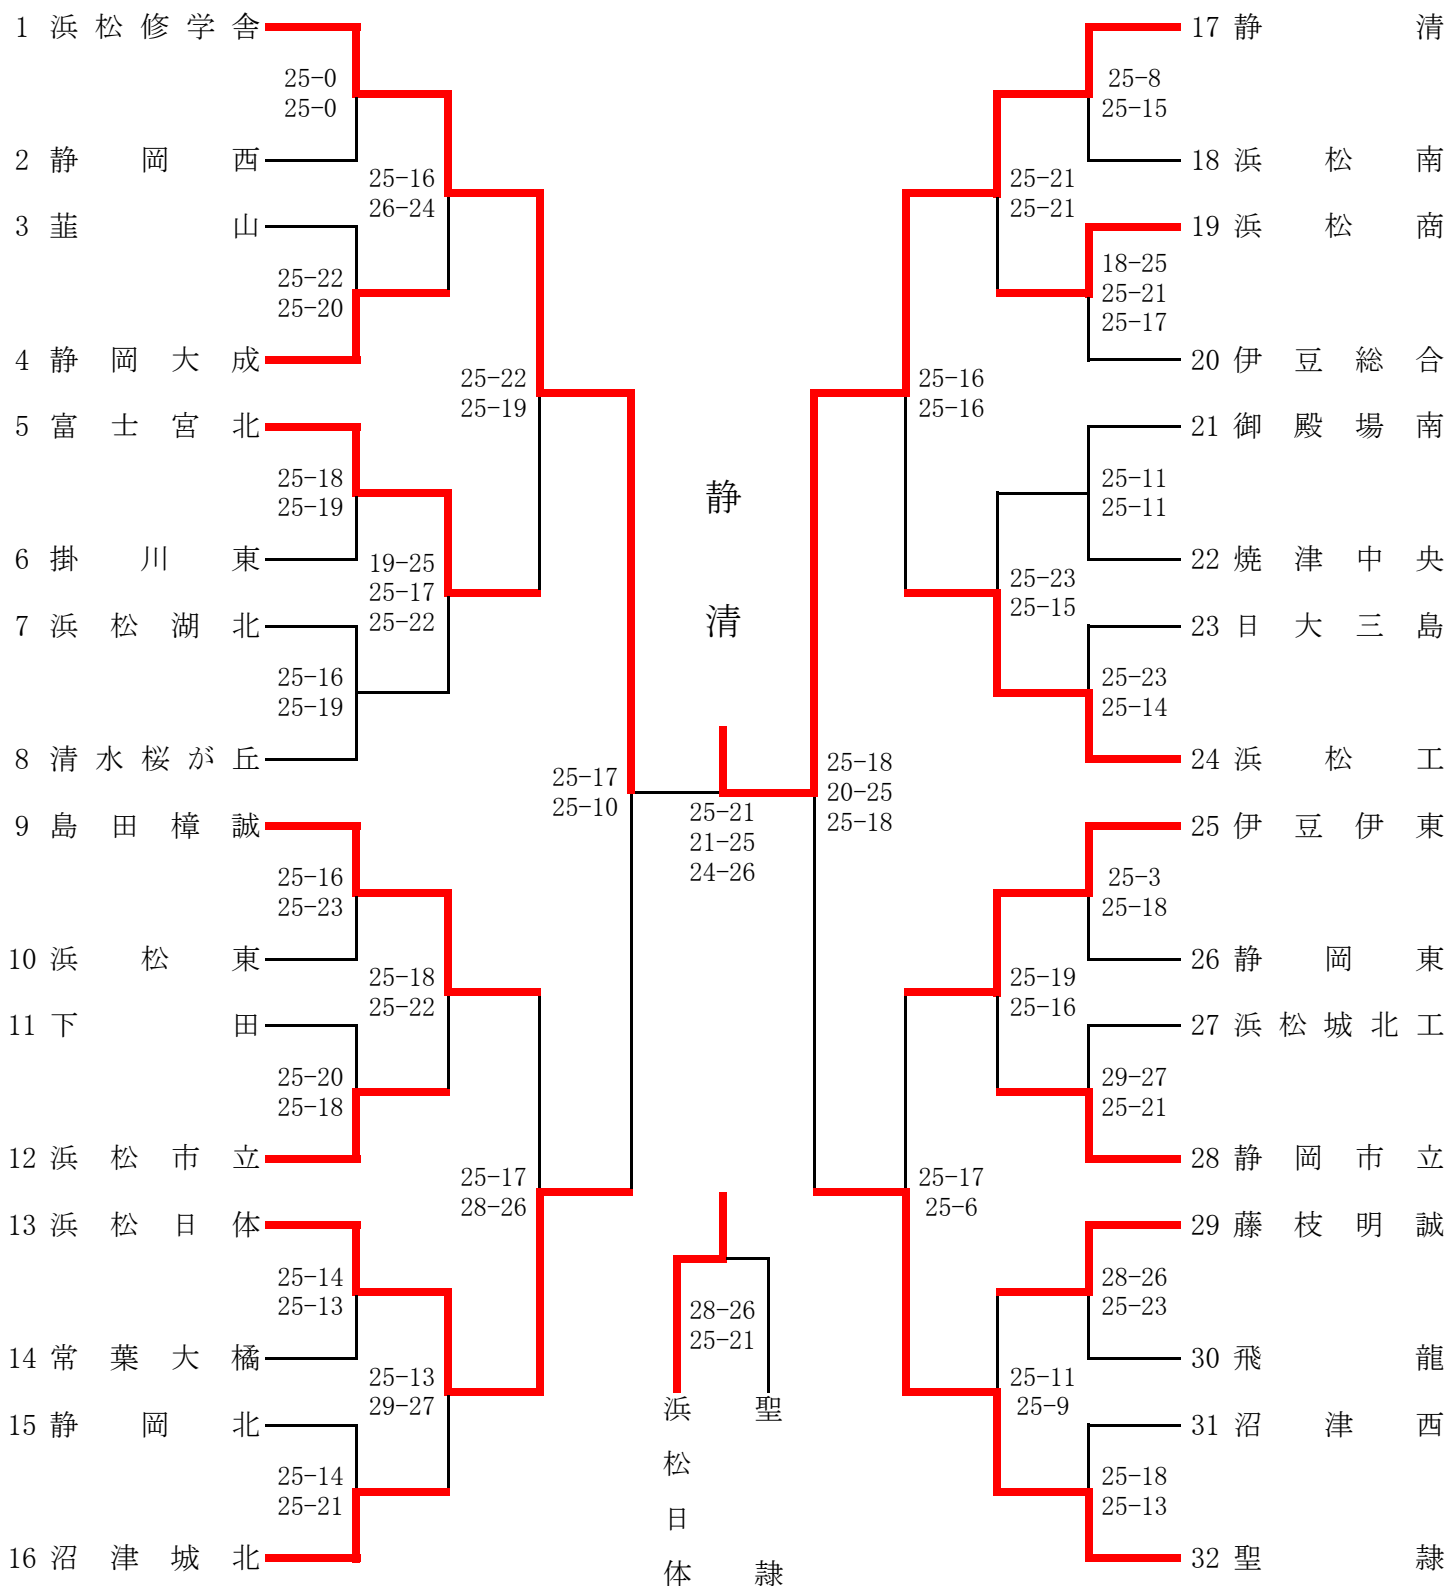 1 浜松修学舎
25-0
25-0
2 静岡西
25-16
26-24
3 韮山
25-22
25-20
4 静岡大成
25-22
25-19
5 富士宮北
25-18
25-19
6 掛川東
19-25
25-17
25-22
7 浜松湖北
25-16
25-19
8 清水桜が丘
25-17
25-10
9 島田樟誠
25-16
25-23
10 浜松東
25-18
25-22
11 下田
25-20
25-18
12 浜松市立
25-17
28-26
13 浜松日体
25-14
25-13
14 常葉大橘
25-13
29-27
15 静岡北
25-14
25-21
16 沼津城北
静清
25-21
21-25
24-26
28-26
25-21
浜松日体
聖隷
17 静清
25-8
25-15
18 浜松南
25-21
25-21
19 浜松商
18-25
25-21
25-17
20 伊豆総合
25-16
25-16
21 御殿場南
25-11
25-11
22 焼津中央
25-23
25-15
23 日大三島
25-23
25-14
24 浜松工
25-18
20-25
25-18
25 伊豆伊東
25-3
25-18
26 静岡東
25-19
25-16
27 浜松城北工
29-27
25-21
28 静岡市立
25-17
25-6
29 藤枝明誠
28-26
25-23
30 飛龍
25-11
25-9
31 沼津西
25-18
25-13
32 聖隷